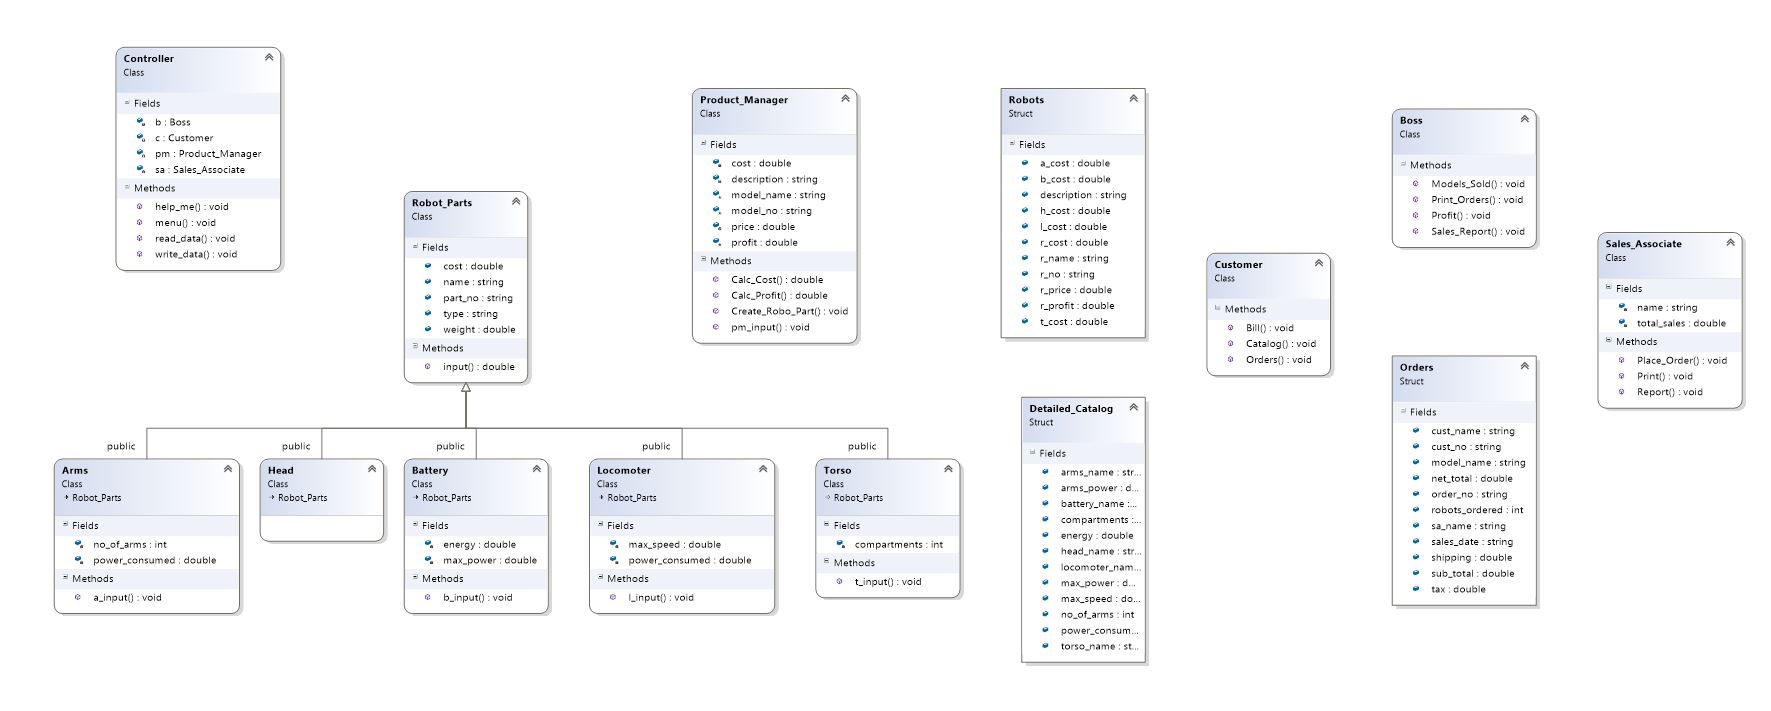 Controller
Class
Fields
b : Boss
c : Customer
pm : Product_Manager
sa : Sales_Associate
Methods
help_me() : void
menu() : void
read_data() : void
write_data() : void
Robot_Parts
Class
Fields
cost : double
name : string
part_no : string
type : string
weight : double
Methods
input() : double
public
public
public
public
public
Arms
Class
Robot_Parts
Fields
no_of_arms : int
power_consumed : double
Methods
a_input() : void
Head
Class
Robot_Parts
Battery
Class
Robot_Parts
Fields
energy : double
max_power : double
Methods
b_input() : void
Locomoter
Class
Robot_Parts
Fields
max_speed : double
power_consumed : double
Methods
l_input() : void
Torso
Class
Robot_Parts
Fields
compartments : int
Methods
t_input() : void
Product_Manager
Class
Fields
cost : double
description : string
model_name : string
model_no : string
price : double
profit : double
Methods
Calc_Cost() : double
Calc_Profit() : double
Create_Robo_Part() : void
pm_input() : void
Robots
Struct
Fields
a_cost : double
b_cost : double
description : string
h_cost : double
l_cost : double
r_cost : double
r_name : string
r_no : string
r_price : double
r_profit : double
t_cost : double
Detailed_Catalog
Struct
Fields
arms_name : str...
arms_power : d...
battery_name :...
compartments :...
energy : double
head_name : str...
locomoter_nam...
max_power : d...
max_speed : do...
no_of_arms : int
power_consum...
torso_name : st...
Customer
Class
Methods
Bill() : void
Catalog() : void
Orders() : void
Boss
Class
Methods
Models_Sold() : void
Print_Orders() : void
Profit() : void
Sales_Report() : void
Orders
Struct
Fields
cust_name : string
cust_no : string
model_name : string
net_total : double
order_no : string
robots_ordered : int
sa_name : string
sales_date : string
shipping : double
sub_total : double
tax : double
Sales_Associate
Class
Fields
name : string
total_sales : double
Methods
Place_Order() : void
Print() : void
Report() : void